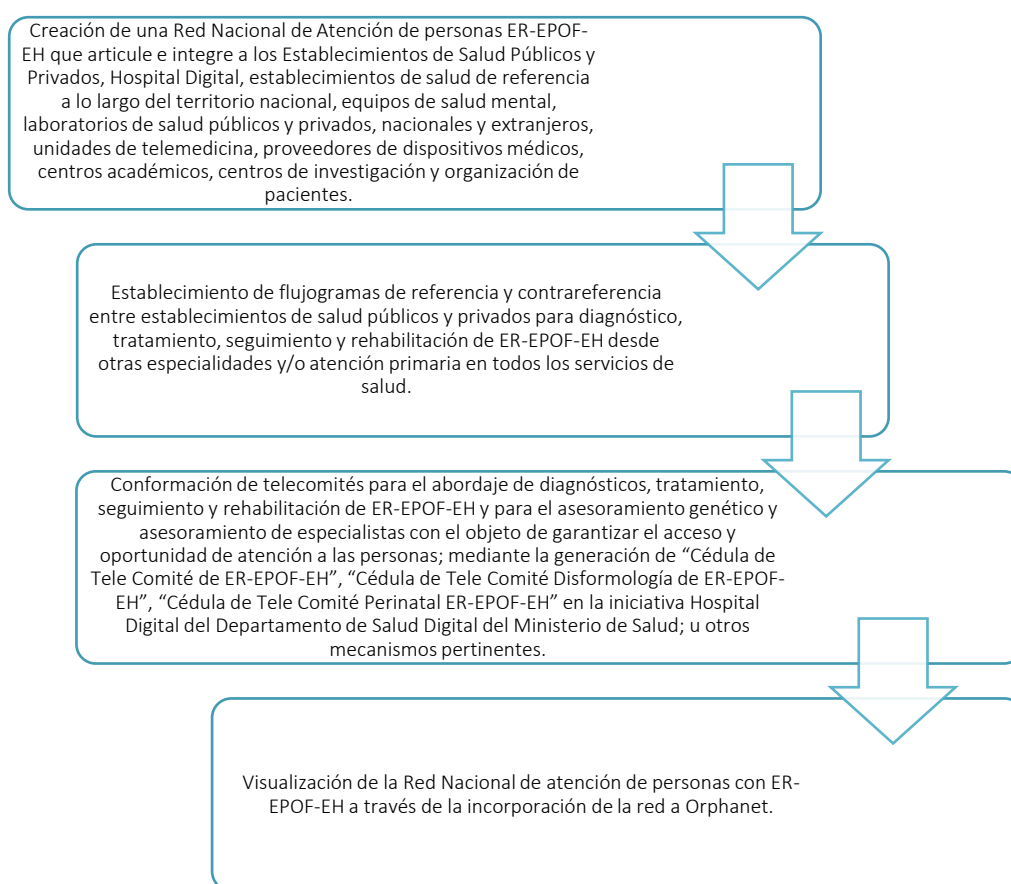 Creación de una Red Nacional de Atención de personas ER-EPOF-
EH que articule e integre a los Establecimientos de Salud Públicos y
Privados, Hospital Digital, establecimientos de salud de referencia
a lo largo del territorio nacional, equipos de salud mental,
laboratorios de salud públicos y privados, nacionales y extranjeros,
unidades de telemedicina, proveedores de dispositivos médicos,
centros académicos, centros de investigación y organización de
pacientes.
Establecimiento de flujogramas de referencia y contrareferencia
entre establecimientos de salud públicos y privados para diagnóstico,
tratamiento, seguimiento y rehabilitación de ER-EPOF-EH desde
otras especialidades y/o atención primaria en todos los servicios de
salud.
Conformación de telecomités para el abordaje de diagnósticos, tratamiento,
seguimiento y rehabilitación de ER-EPOF-EH y para el asesoramiento genético y
asesoramiento de especialistas con el objeto de garantizar el acceso y
oportunidad de atención a las personas; mediante la generación de “Cédula de
Tele Comité de ER-EPOF-EH”, “Cédula de Tele Comité Disformología de ER-EPOF-
EH”, “Cédula de Tele Comité Perinatal ER-EPOF-EH” en la iniciativa Hospital
Digital del Departamento de Salud Digital del Ministerio de Salud; u otros
mecanismos pertinentes.
Visualización de la Red Nacional de atención de personas con ER-
EPOF-EH a través de la incorporación de la red a Orphanet.